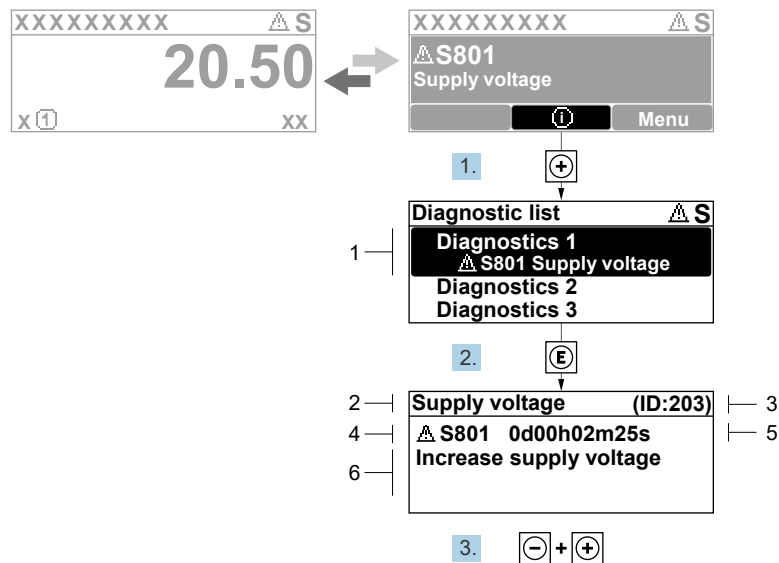 XXXXXXXXX ⚠ S
20.50
X ① XX
XXXXXXXXX ⚠ S
⚠ S801
Supply voltage
ⓘ Menu
1. +
Diagnostic list ⚠ S
1
Diagnostics 1
⚠ S801 Supply voltage
Diagnostics 2
Diagnostics 3
2. E
2 Supply voltage (ID:203) 3
4 ⚠ S801 0d00h02m25s 5
6 Increase supply voltage
3. - + +